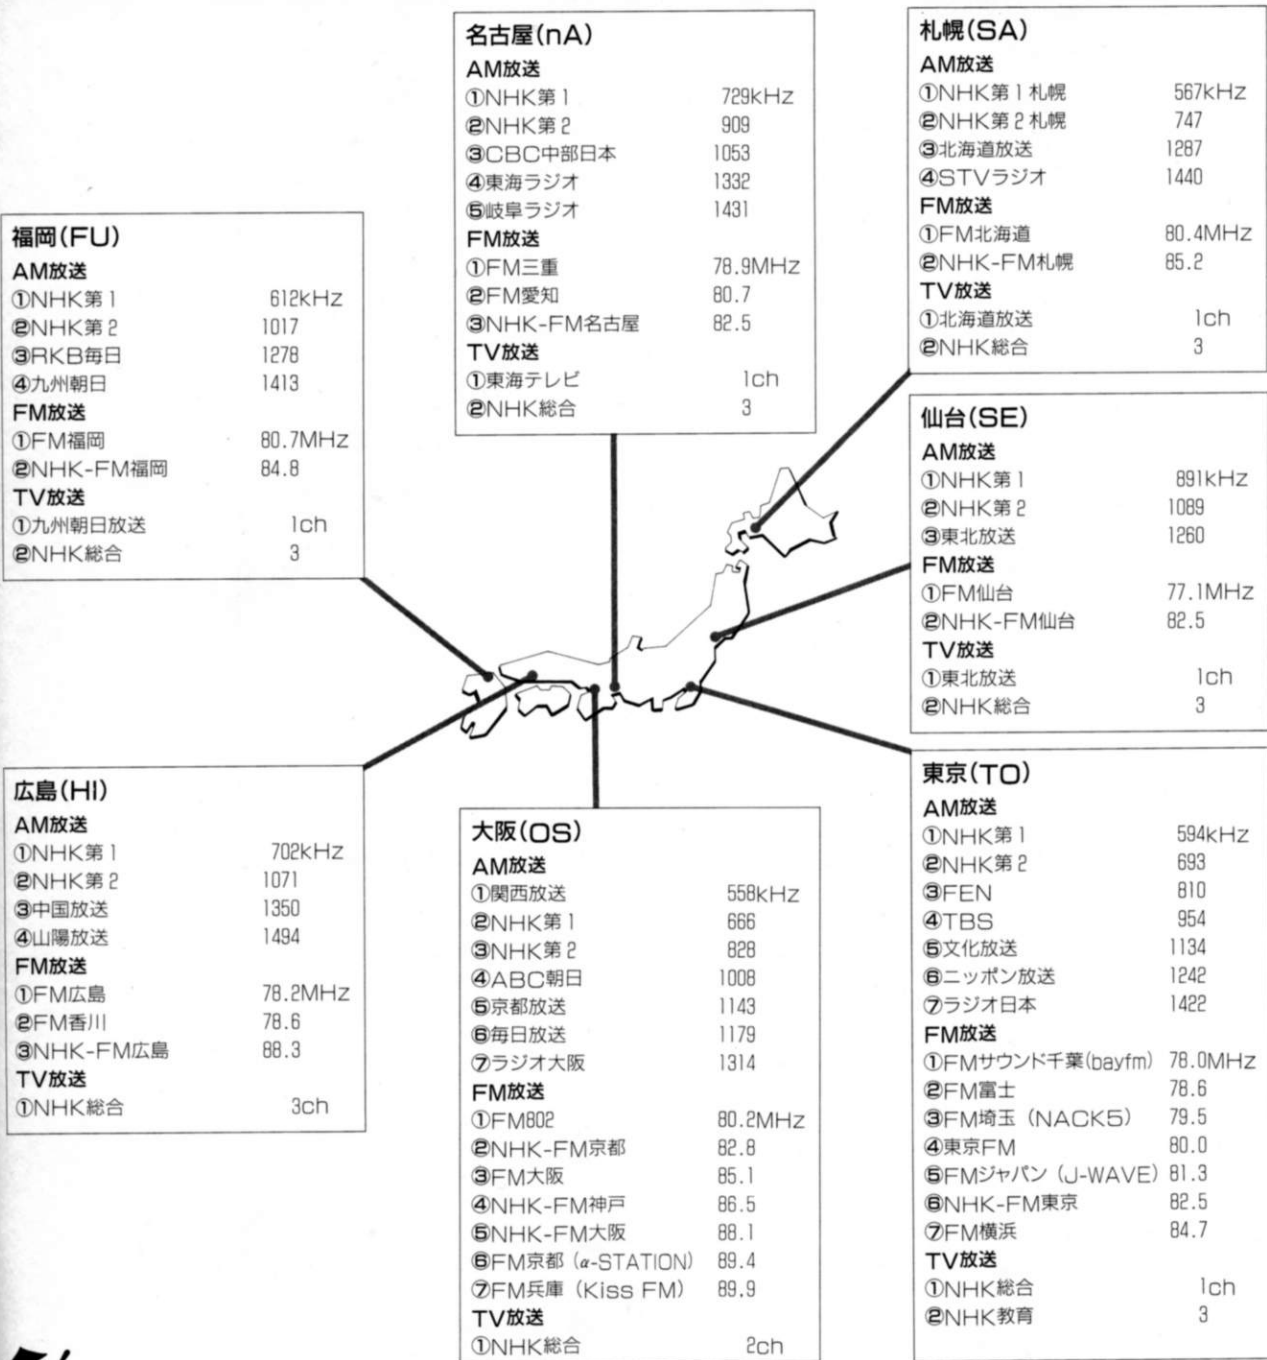 名古屋(nA)
AM放送
①NHK第1 729kHz
②NHK第2 909
③CBC中部日本 1053
④東海ラジオ 1332
⑤岐阜ラジオ 1431
FM放送
①FM三重 78.9MHz
②FM愛知 80.7
③NHK-FM名古屋 82.5
TV放送
①東海テレビ 1ch
②NHK総合 3
札幌(SA)
AM放送
①NHK第1札幌 567kHz
②NHK第2札幌 747
③北海道放送 1287
④STVラジオ 1440
FM放送
①FM北海道 80.4MHz
②NHK-FM札幌 85.2
TV放送
①北海道放送 1ch
②NHK総合 3
福岡(FU)
AM放送
①NHK第1 612kHz
②NHK第2 1017
③RKB毎日 1278
④九州朝日 1413
FM放送
①FM福岡 80.7MHz
②NHK-FM福岡 84.8
TV放送
①九州朝日放送 1ch
②NHK総合 3
仙台(SE)
AM放送
①NHK第1 891kHz
②NHK第2 1089
③東北放送 1260
FM放送
①FM仙台 77.1MHz
②NHK-FM仙台 82.5
TV放送
①東北放送 1ch
②NHK総合 3
広島(HI)
AM放送
①NHK第1 702kHz
②NHK第2 1071
③中国放送 1350
④山陽放送 1494
FM放送
①FM広島 78.2MHz
②FM香川 78.6
③NHK-FM広島 88.3
TV放送
①NHK総合 3ch
大阪(OS)
AM放送
①関西放送 558kHz
②NHK第1 666
③NHK第2 828
④ABC朝日 1008
⑤京都放送 1143
⑥毎日放送 1179
⑦ラジオ大阪 1314
FM放送
①FM802 80.2MHz
②NHK-FM京都 82.8
③FM大阪 85.1
④NHK-FM神戸 86.5
⑤NHK-FM大阪 88.1
⑥FM京都(α-STATION) 89.4
⑦FM兵庫(Kiss FM) 89.9
TV放送
①NHK総合 2ch
東京(TO)
AM放送
①NHK第1 594kHz
②NHK第2 693
③FEN 810
④TBS 954
⑤文化放送 1134
⑥ニッポン放送 1242
⑦ラジオ日本 1422
FM放送
①FMサウンド千葉(bayfm) 78.0MHz
②FM富士 78.6
③FM埼玉(NACK5) 79.5
④東京FM 80.0
⑤FMジャパン(J-WAVE) 81.3
⑥NHK-FM東京 82.5
⑦FM横浜 84.7
TV放送
①NHK総合 1ch
②NHK教育 3